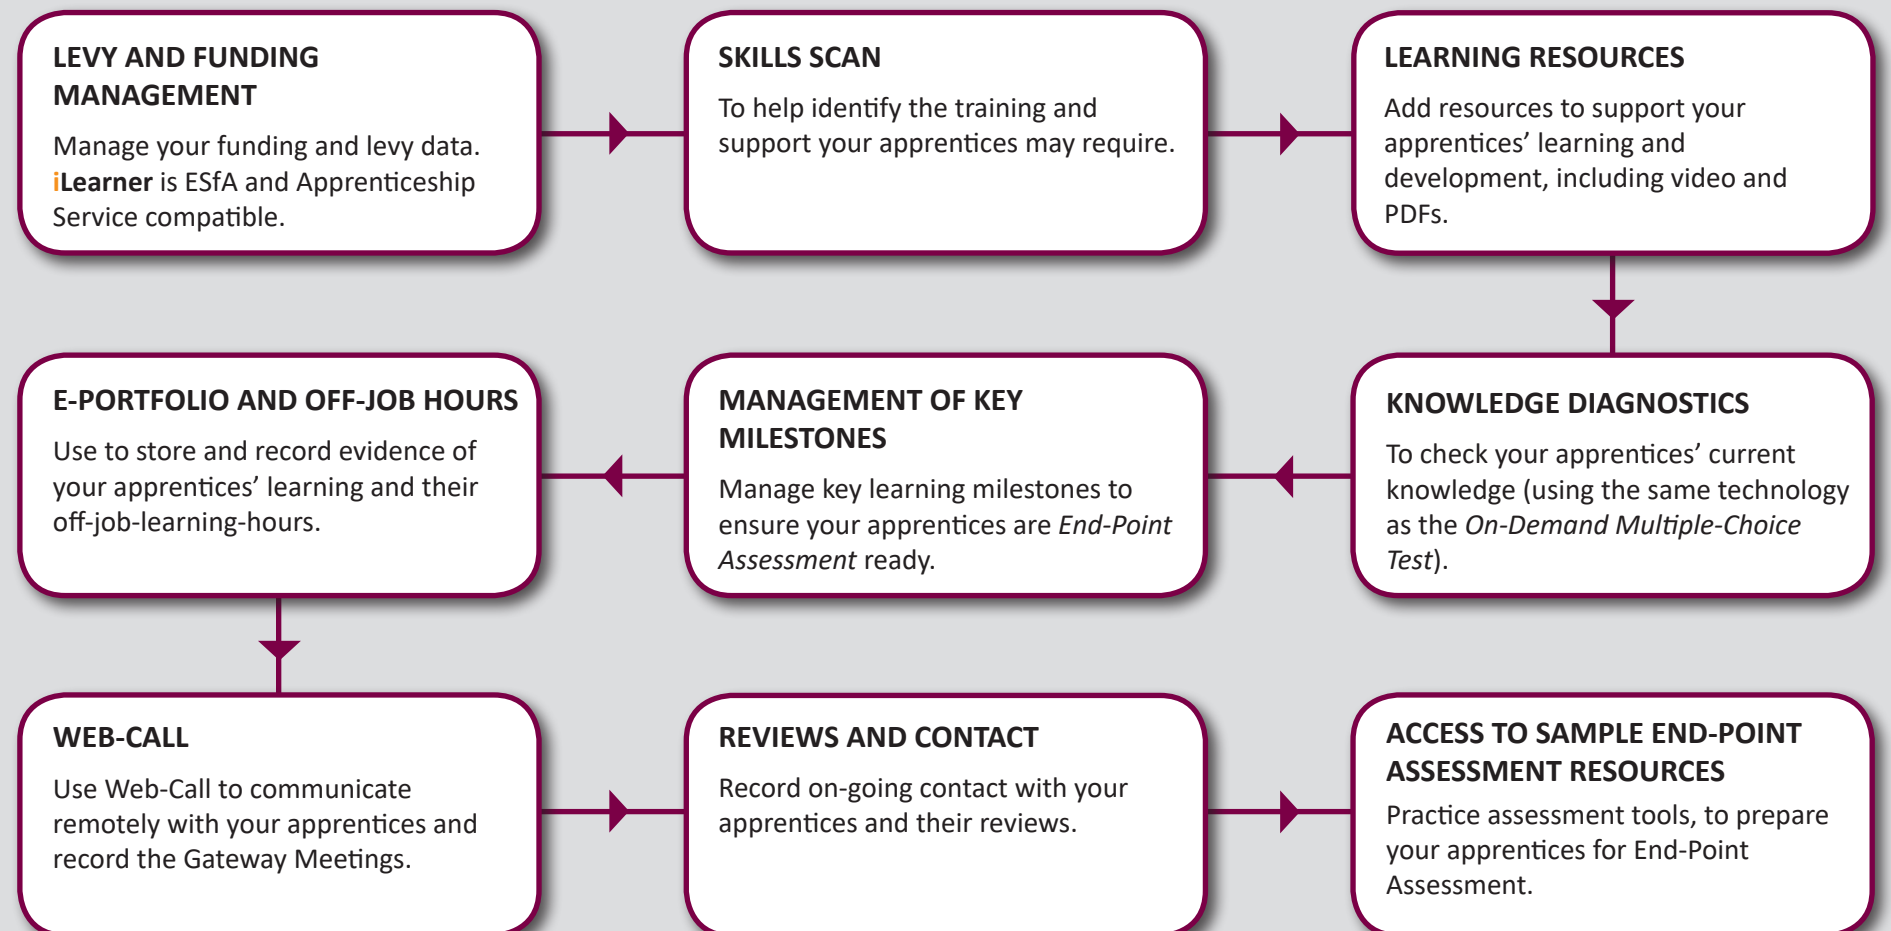 LEVY AND FUNDING
MANAGEMENT
Manage your funding and levy data.
iLearner is ESfA and Apprenticeship
Service compatible.
SKILLS SCAN
To help identify the training and
support your apprentices may require.
LEARNING RESOURCES
Add resources to support your
apprentices’ learning and
development, including video and
PDFs.
KNOWLEDGE DIAGNOSTICS
To check your apprentices’ current
knowledge (using the same technology
as the On-Demand Multiple-Choice
Test).
MANAGEMENT OF KEY
MILESTONES
Manage key learning milestones to
ensure your apprentices are End-Point
Assessment ready.
E-PORTFOLIO AND OFF-JOB HOURS
Use to store and record evidence of
your apprentices’ learning and their
off-job-learning-hours.
WEB-CALL
Use Web-Call to communicate
remotely with your apprentices and
record the Gateway Meetings.
REVIEWS AND CONTACT
Record on-going contact with your
apprentices and their reviews.
ACCESS TO SAMPLE END-POINT
ASSESSMENT RESOURCES
Practice assessment tools, to prepare
your apprentices for End-Point
Assessment.